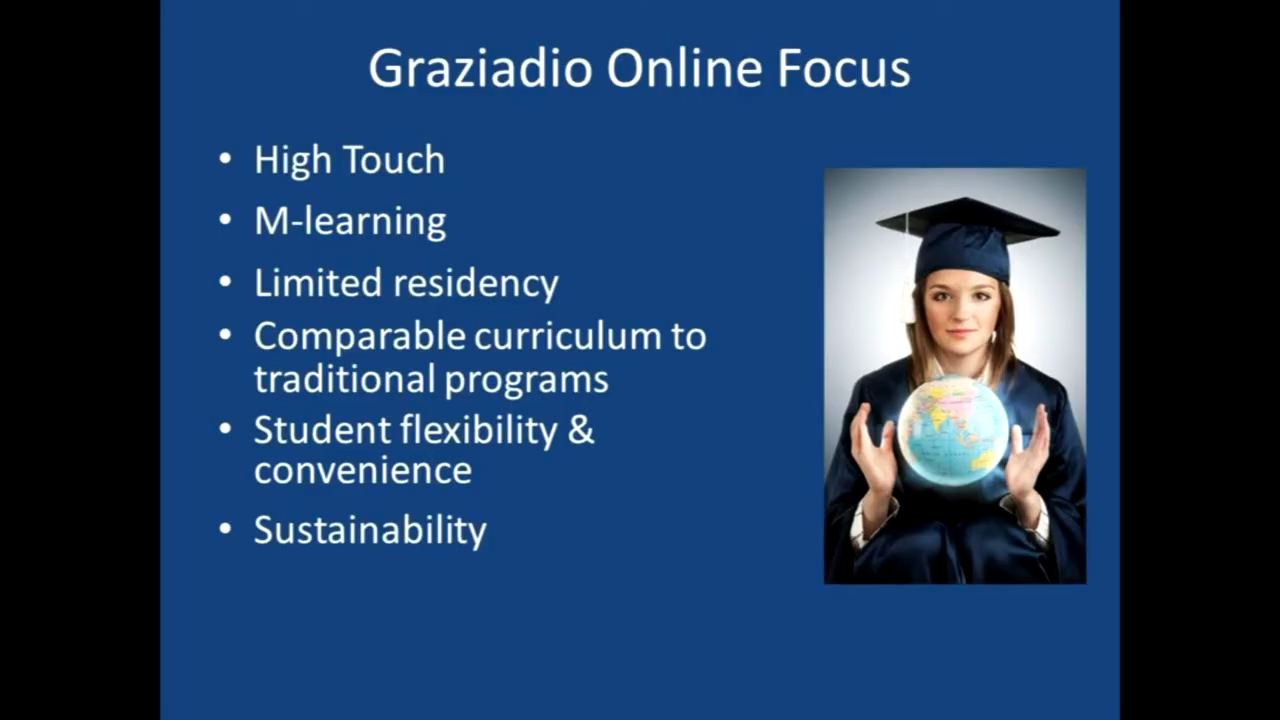 Graziadio Online Focus
• High Touch
• M-learning
• Limited residency
• Comparable curriculum to
traditional programs
• Student flexibility &
convenience
• Sustainability